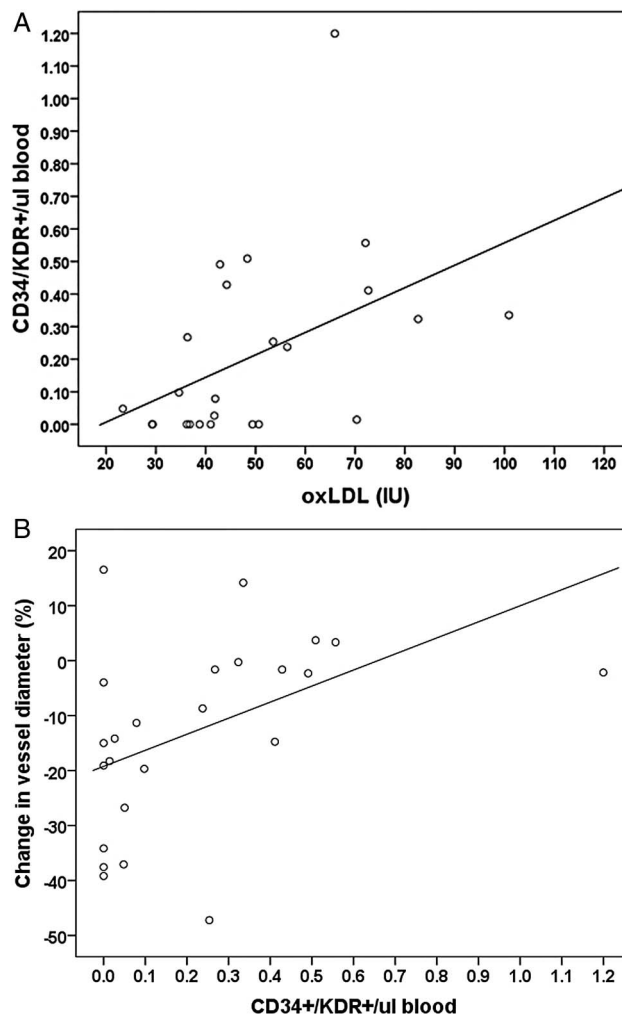 A
CD34/KDR+/ul blood
1.20
1.10
1.00
0.90
0.80
0.70
0.60
0.50
0.40
0.30
0.20
0.10
0.00
20 30 40 50 60 70 80 90 100 110 120
oxLDL (IU)
B
Change in vessel diameter (%)
20
10
0
-10
-20
-30
-40
-50
0.0 0.1 0.2 0.3 0.4 0.5 0.6 0.7 0.8 0.9 1.0 1.1 1.2
CD34+/KDR+/ul blood